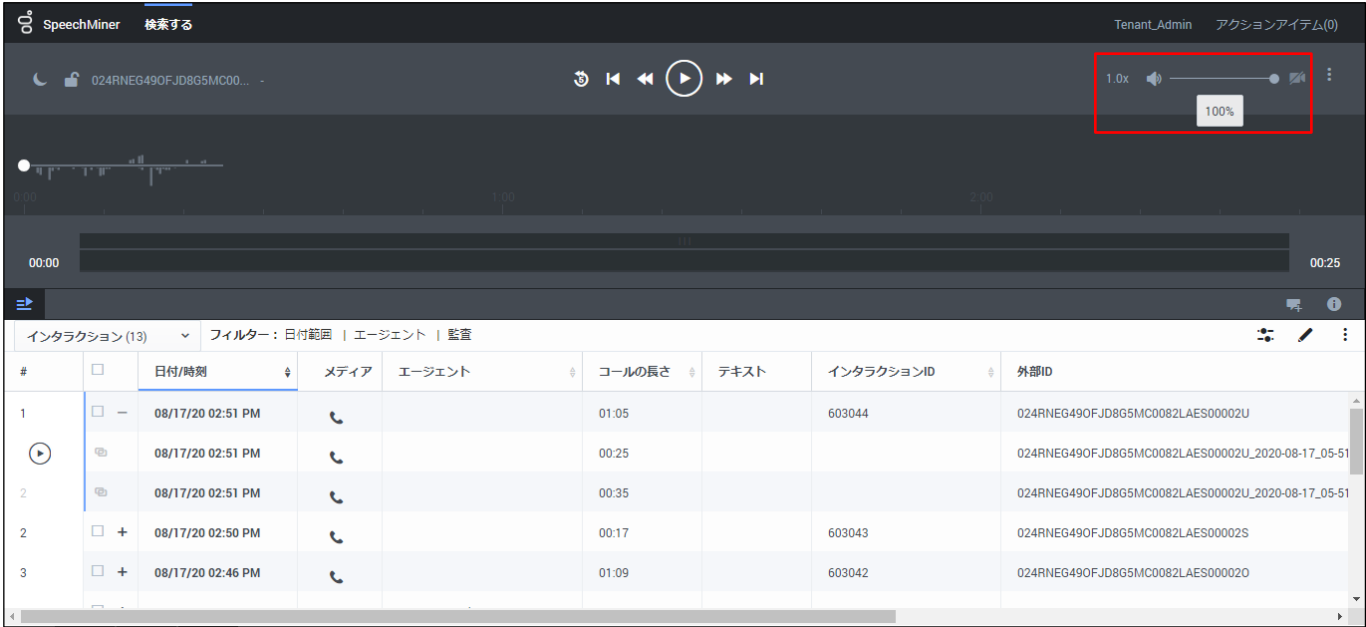 SpeechMiner 検索する Tenant_Admin アクションアイテム(0)
024RNEG49OFJD8G5MC00... - 5 1.0x
100%
0:00 1:00 2:00
00:00 00:25
インタラクション (13) フィルター : 日付範囲 | エージェント | 監査
# 日付/時刻 メディア エージェント コールの長さ テキスト インタラクションID 外部ID
1 08/17/20 02:51 PM 01:05 603044 024RNEG49OFJD8G5MC0082LAES00002U
08/17/20 02:51 PM 00:25 024RNEG49OFJD8G5MC0082LAES00002U_2020-08-17_05-51
2 08/17/20 02:51 PM 00:35 024RNEG49OFJD8G5MC0082LAES00002U_2020-08-17_05-51
2 08/17/20 02:50 PM 00:17 603043 024RNEG49OFJD8G5MC0082LAES00002S
3 08/17/20 02:46 PM 01:09 603042 024RNEG49OFJD8G5MC0082LAES00002O